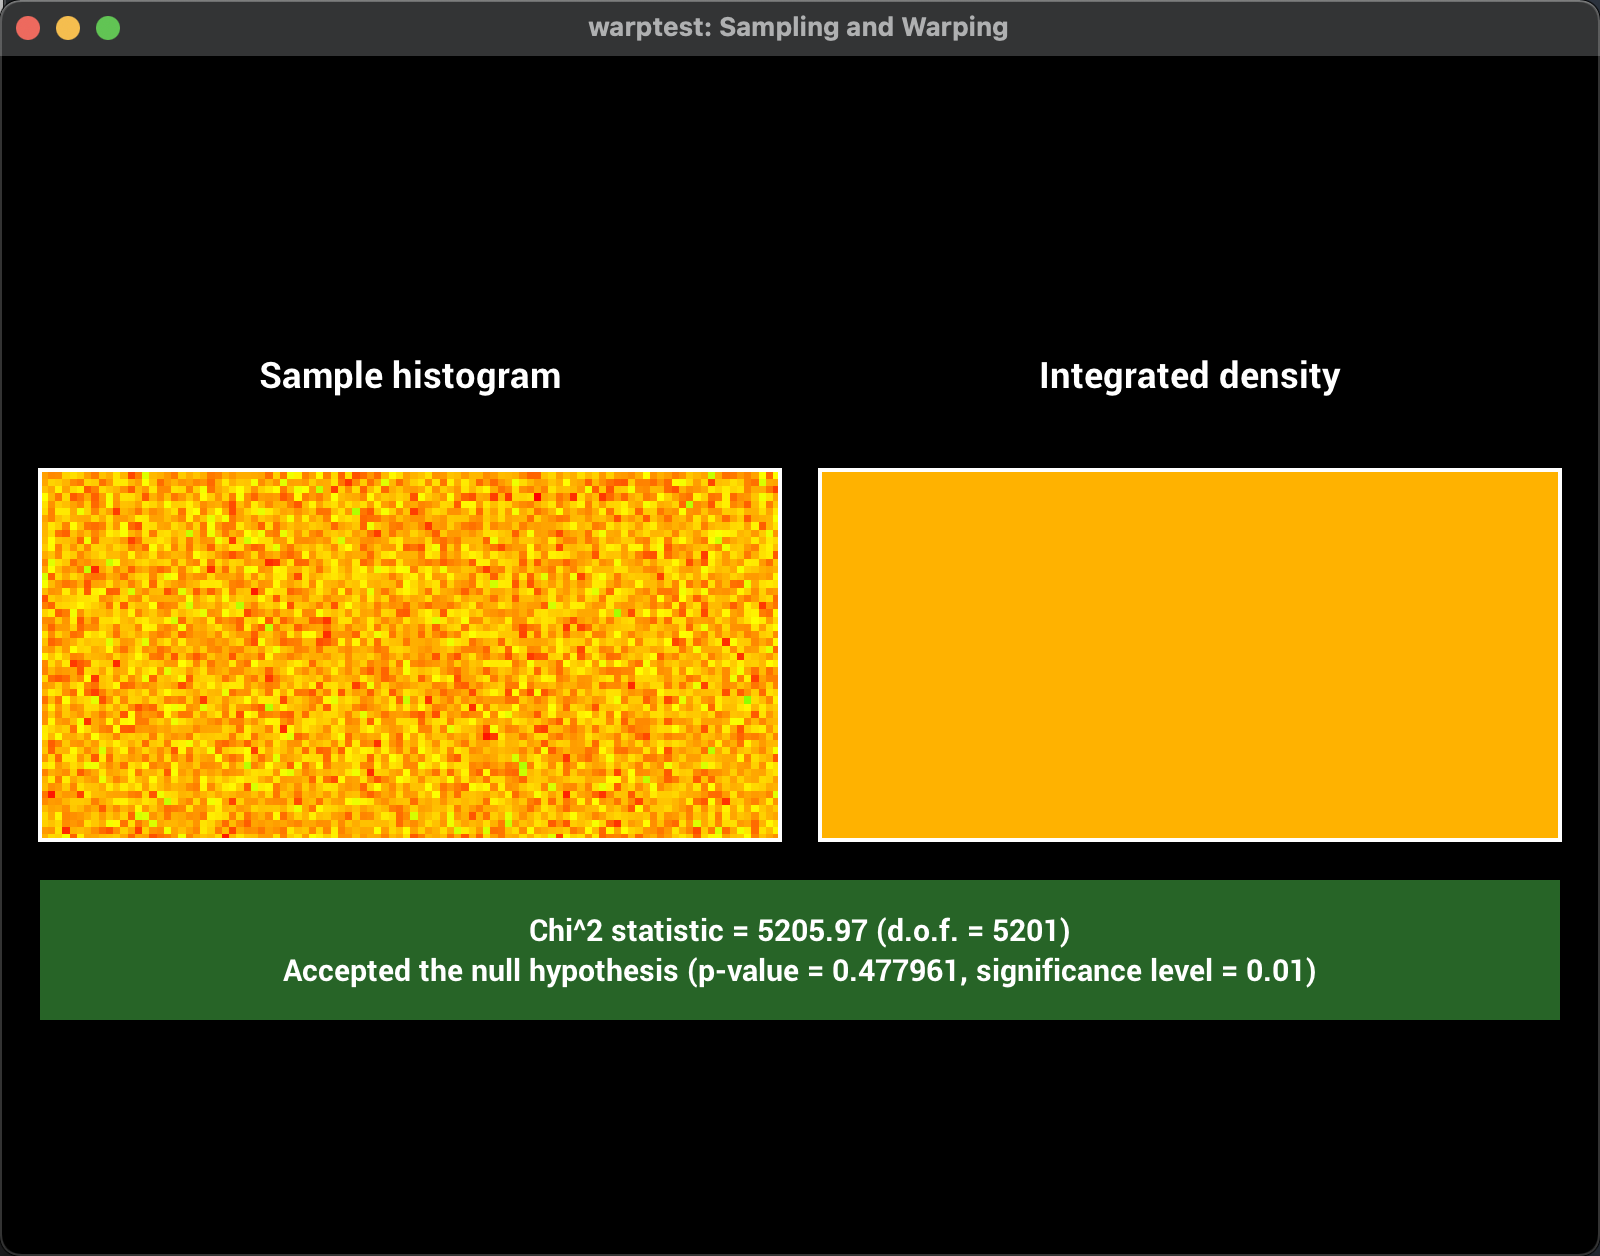 warptest: Sampling and Warping
Sample histogram
Integrated density
Chi^2 statistic = 5205.97 (d.o.f. = 5201)
Accepted the null hypothesis (p-value = 0.477961, significance level = 0.01)